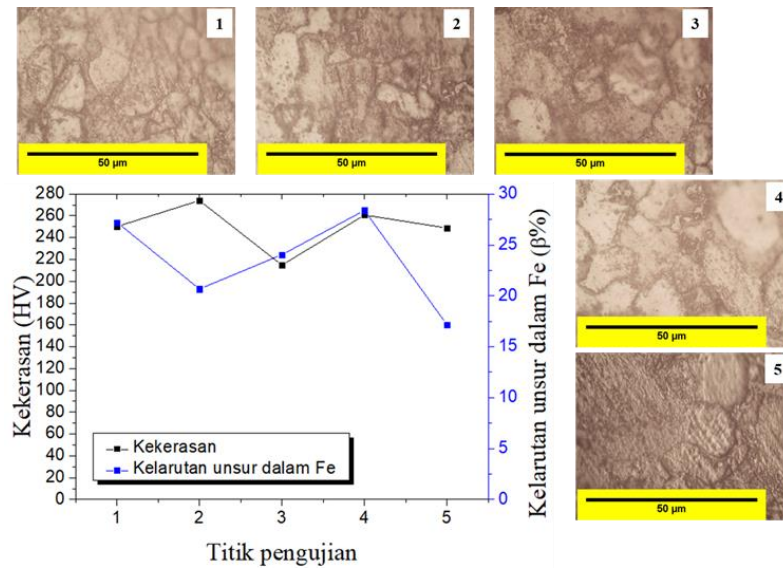 1
50 µm
2
50 µm
3
50 µm
4
50 µm
5
50 µm
Kekerasan (HV)
280
260
240
220
200
180
160
140
120
100
80
60
40
20
0
30
25
20
15
10
5
0
Kelarutan unsur dalam Fe (β%)
Kekerasan
Kelarutan unsur dalam Fe
1 2 3 4 5
Titik pengujian